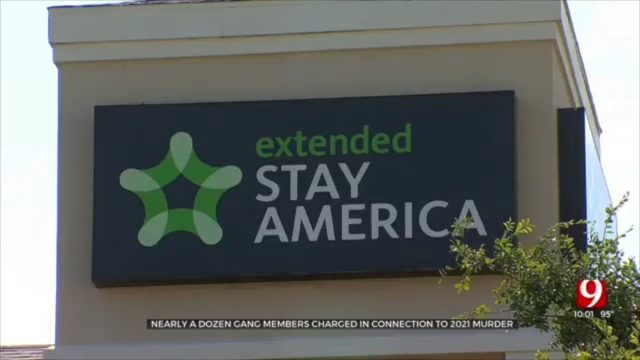 extended
STAY
AMERICA
9
NEARLY A DOZEN GANG MEMBERS CHARGED IN CONNECTION TO 2021 MURDER
10:01 95°